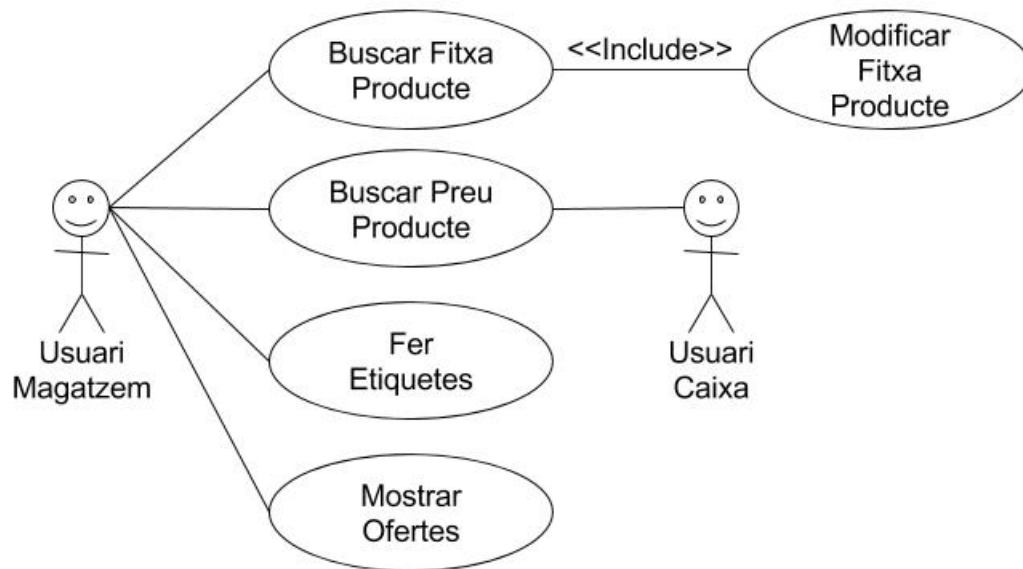 Buscar Fitxa
Producte
<<Include>>
Modificar
Fitxa
Producte
Buscar Preu
Producte
Usuari
Magatzem
Usuari
Caixa
Fer
Etiquetes
Mostrar
Ofertes